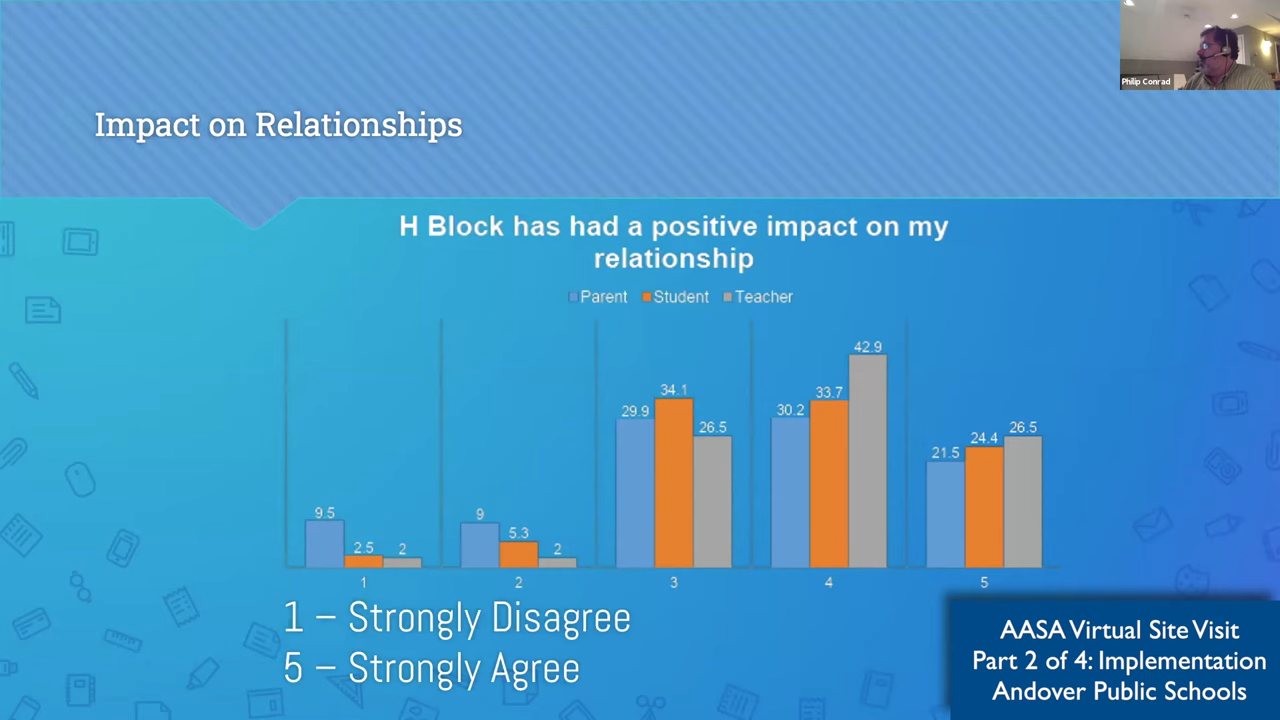 Philip Conrad
Impact on Relationships
H Block has had a positive impact on my
relationship
Parent Student Teacher
9.5 2.5 2
9 5.3 2
29.9 34.1 26.5
30.2 33.7 42.9
21.5 24.4 26.5
1 2 3 4 5
1 – Strongly Disagree
5 – Strongly Agree
AASA Virtual Site Visit
Part 2 of 4: Implementation
Andover Public Schools